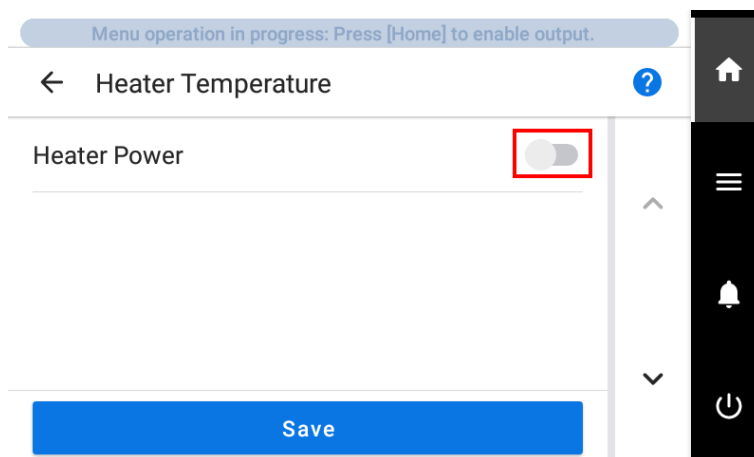 Menu operation in progress: Press [Home] to enable output.
Heater Temperature
?
Heater Power
Save